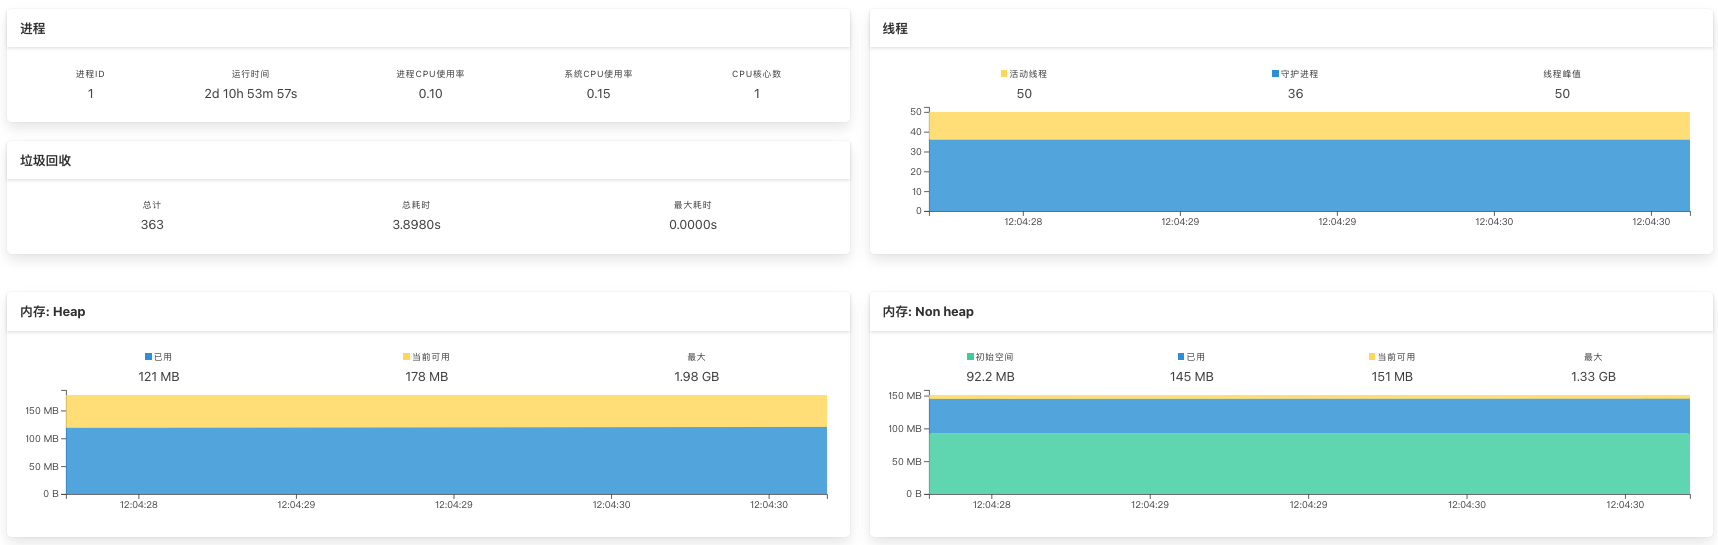 进程
进程ID
运行时间
进程CPU使用率
系统CPU使用率
CPU核心数
1
2d 10h 53m 57s
0.10
0.15
1
垃圾回收
总计
总耗时
最大耗时
363
3.8980s
0.0000s
线程
活动线程
守护进程
线程峰值
50
36
50
50
40
30
20
10
0
12:04:28
12:04:29
12:04:29
12:04:30
12:04:30
内存: Heap
已用
当前可用
最大
121 MB
178 MB
1.98 GB
150 MB
100 MB
50 MB
0 B
12:04:28
12:04:29
12:04:29
12:04:30
12:04:30
内存: Non heap
初始空间
已用
当前可用
最大
92.2 MB
145 MB
151 MB
1.33 GB
150 MB
100 MB
50 MB
0 B
12:04:28
12:04:29
12:04:29
12:04:30
12:04:30